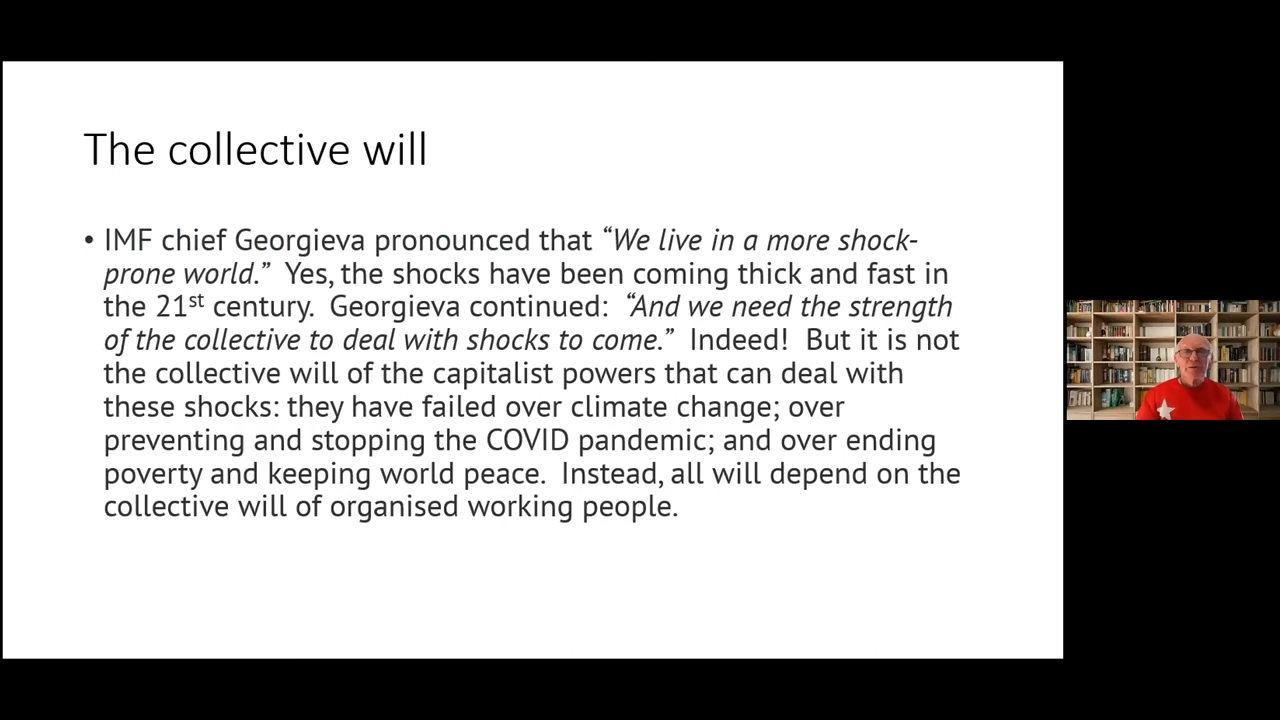 The collective will
• IMF chief Georgieva pronounced that “We live in a more shock-
prone world.”  Yes, the shocks have been coming thick and fast in
the 21st century.  Georgieva continued:  “And we need the strength
of the collective to deal with shocks to come.”  Indeed!  But it is not
the collective will of the capitalist powers that can deal with
these shocks: they have failed over climate change; over
preventing and stopping the COVID pandemic; and over ending
poverty and keeping world peace.  Instead, all will depend on the
collective will of organised working people.